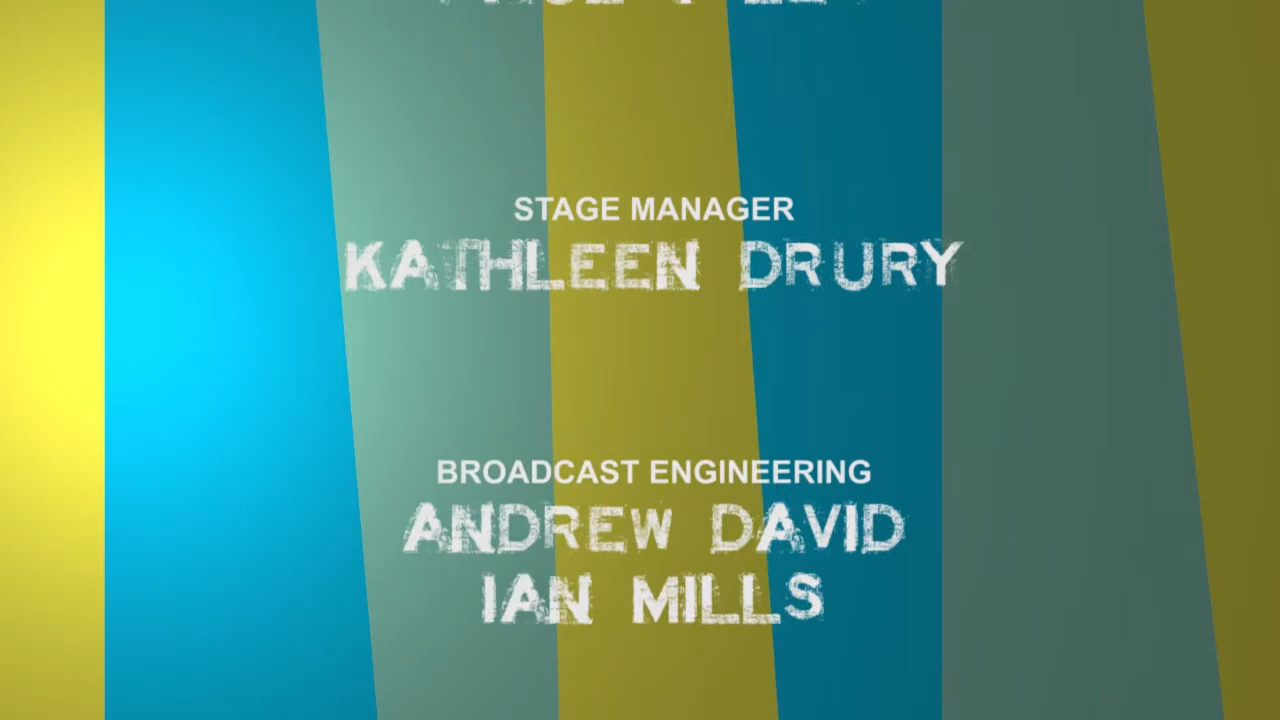 STAGE MANAGER
KATHLEEN DRURY
BROADCAST ENGINEERING
ANDREW DAVID
IAN MILLS